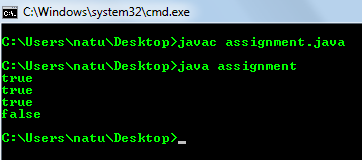 C:\Windows\system32\cmd.exe
C:\Users\natu\Desktop>javac assignment.java
C:\Users\natu\Desktop>java assignment
true
true
true
false
C:\Users\natu\Desktop>_